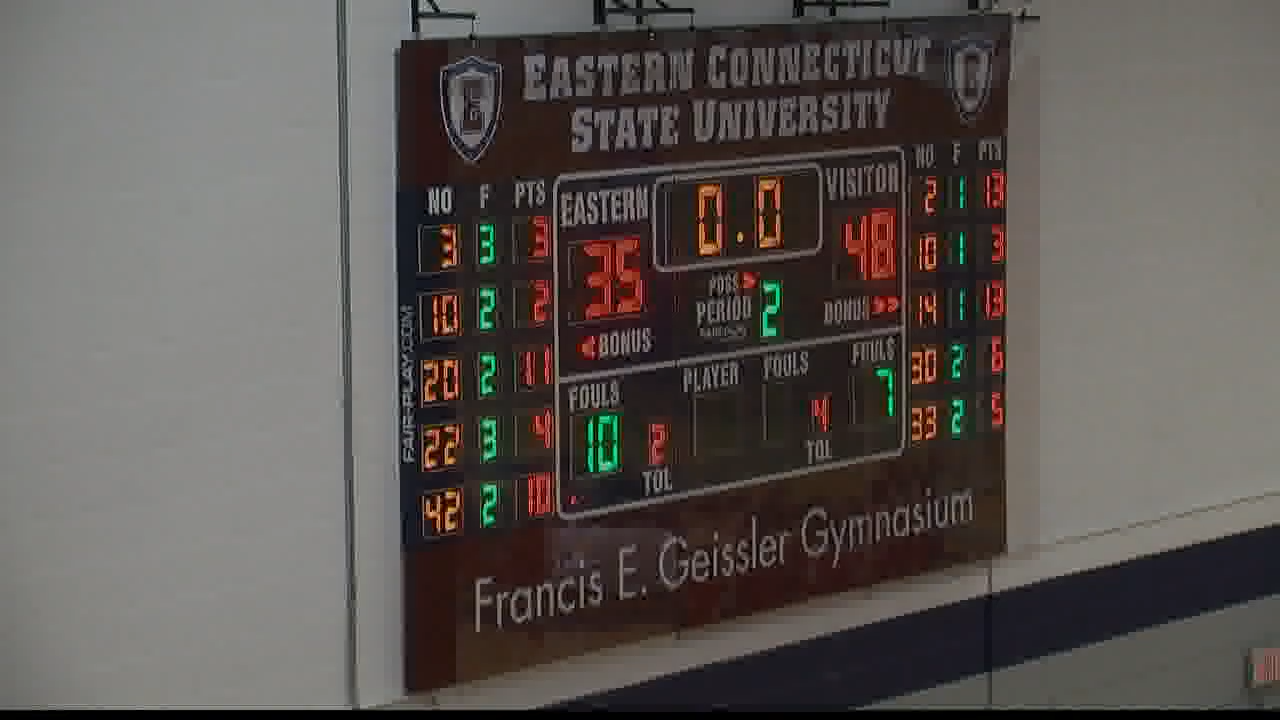 EASTERN CONNECTICUT
STATE UNIVERSITY
NO F PTS
3 3 3
10 2 2
20 2 11
22 3 4
42 2 10
EASTERN
35
BONUS
0.0
POSS
PERIOD
2
VISITOR
48
BONUS
FOULS
10
2
TOL
PLAYER
FOULS
4
TOL
FOULS
7
NO F PTS
2 1 13
10 1 3
14 1 13
30 2 6
33 2 5
FAIR-PLAY.COM
Francis E. Geissler Gymnasium